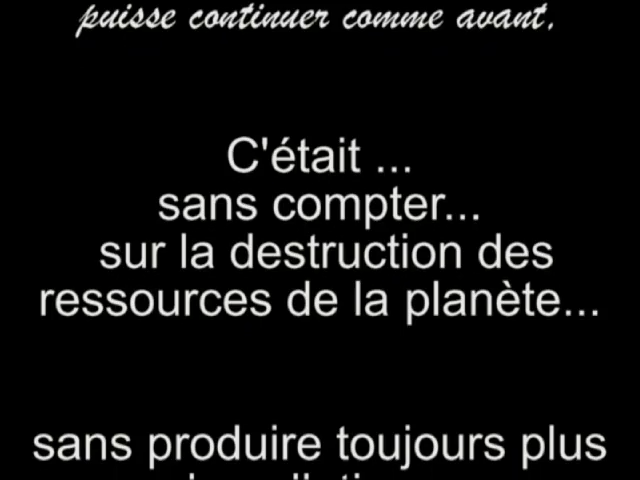 puisse continuer comme avant.
C'était ...
sans compter...
sur la destruction des
ressources de la planète...
sans produire toujours plus